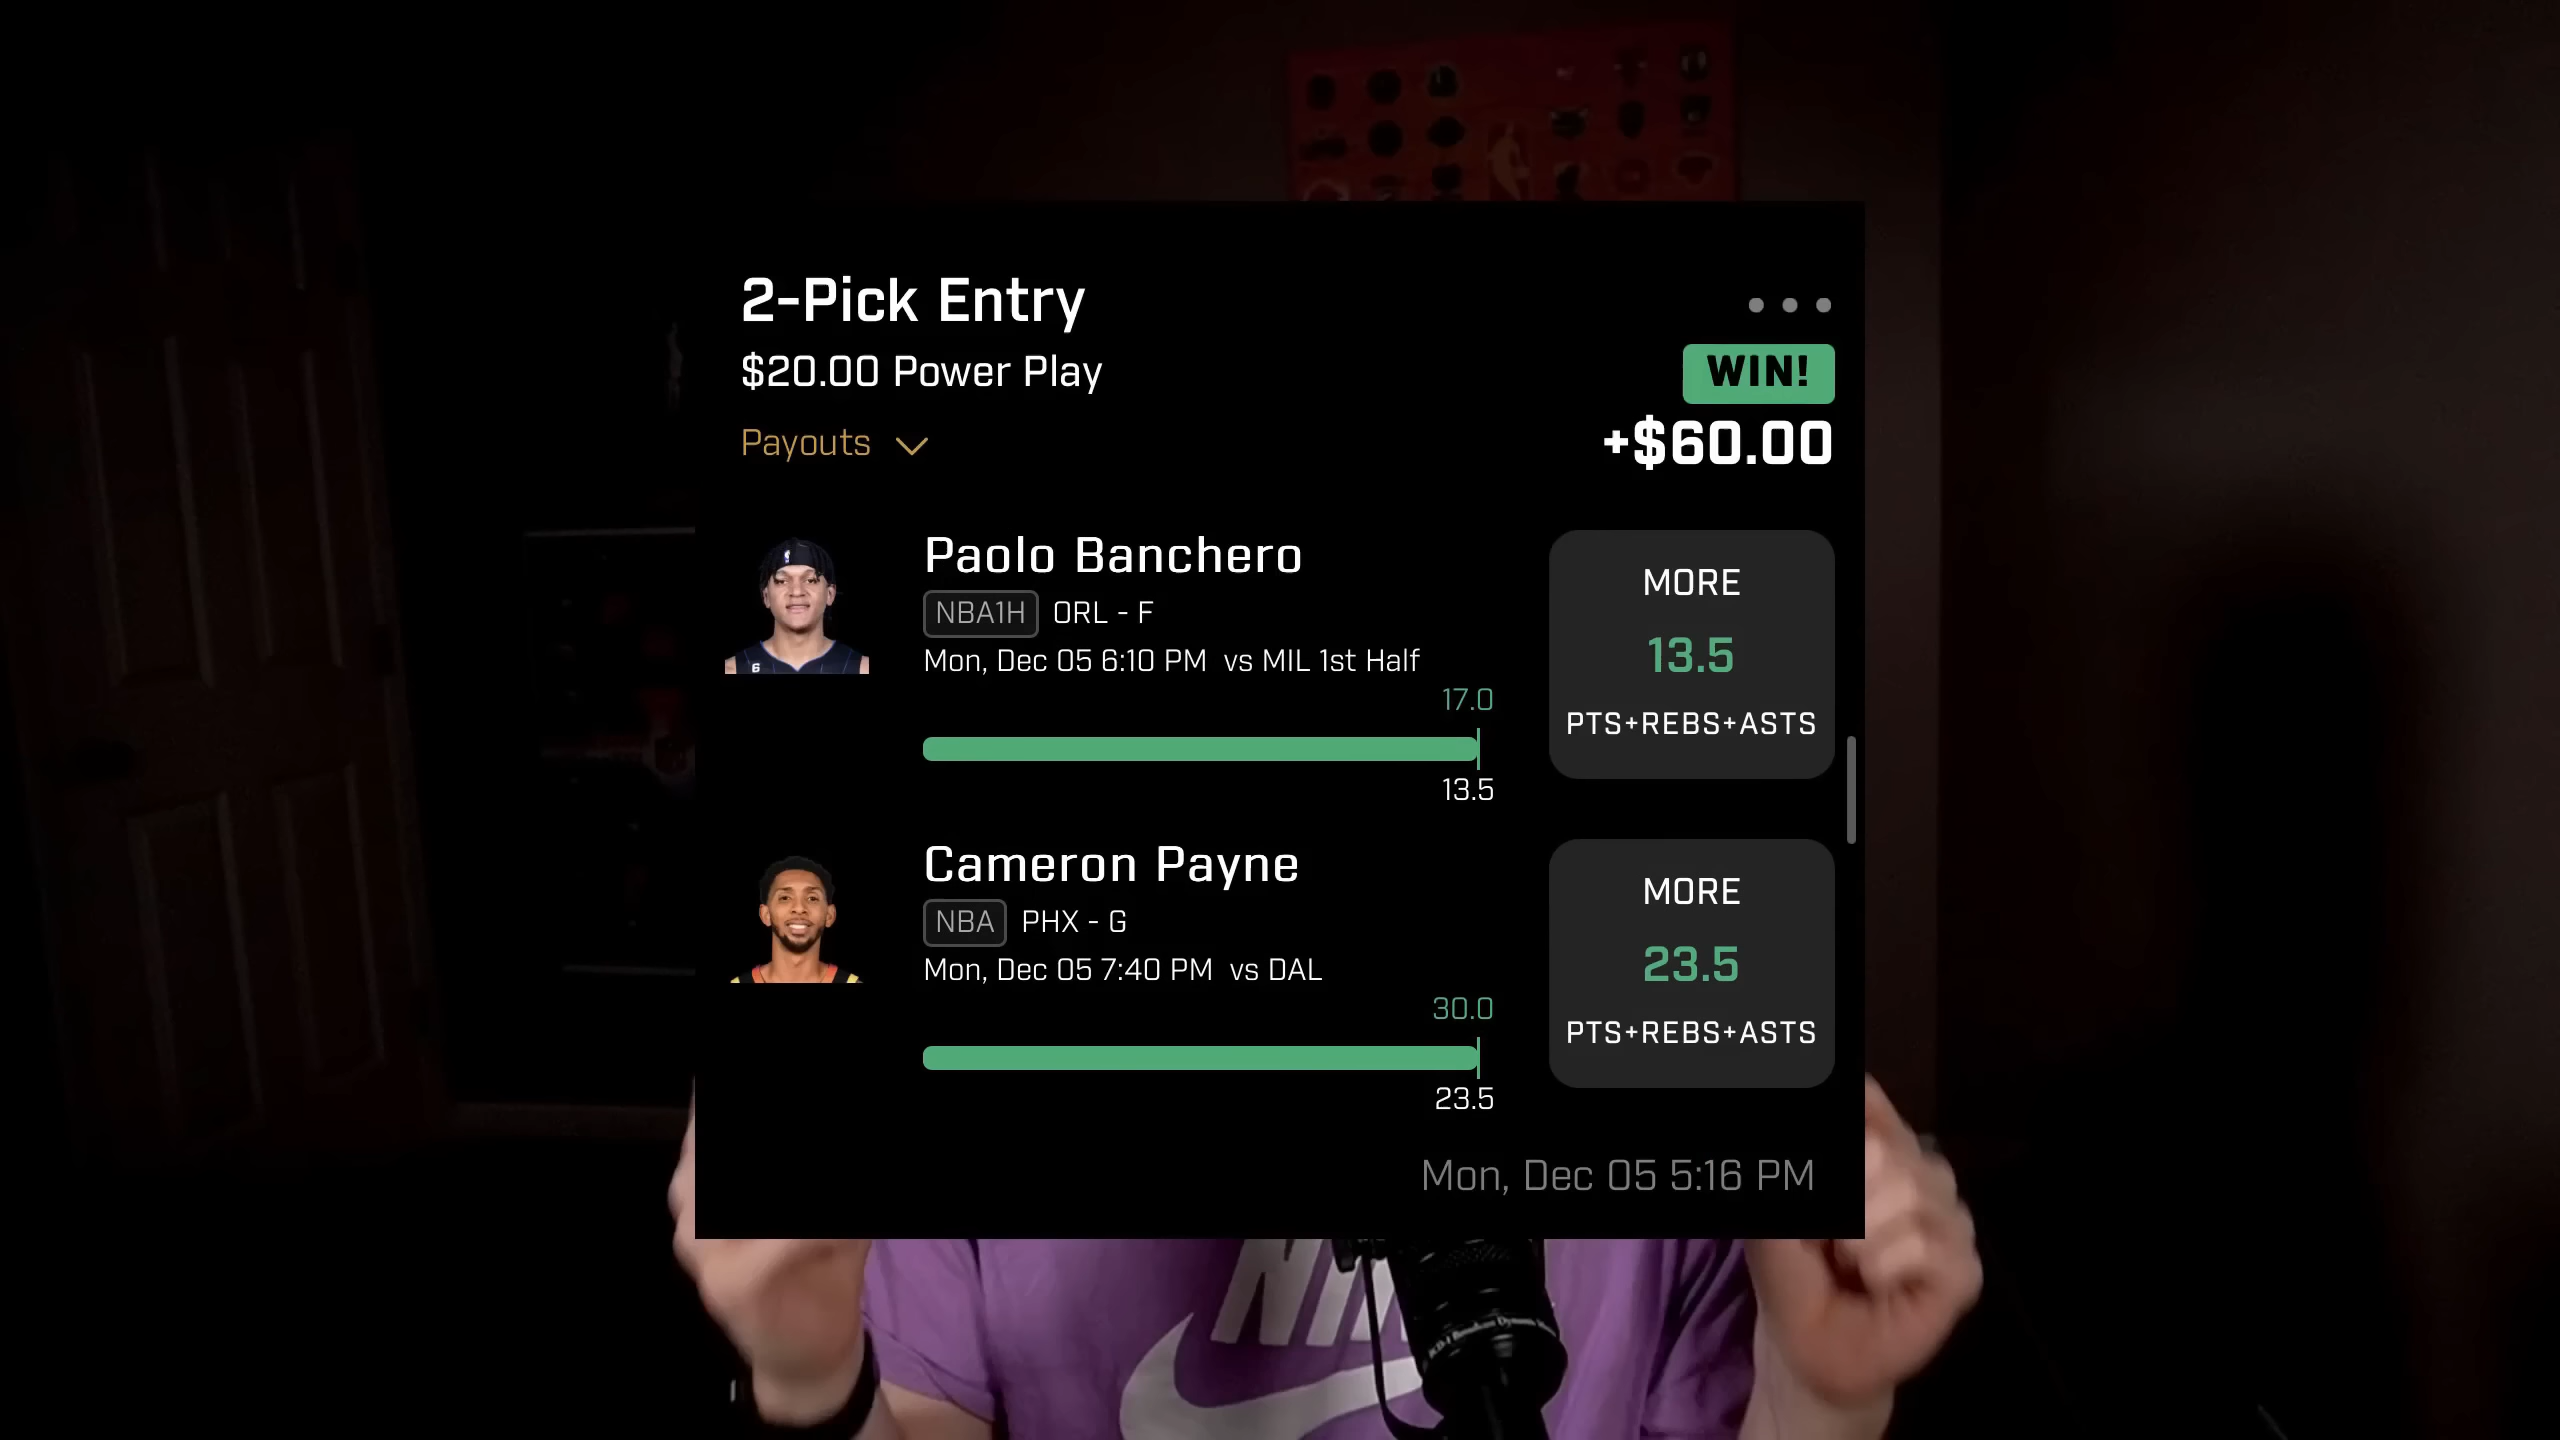 2-Pick Entry
$20.00 Power Play
WIN!
Payouts
+$60.00
Paolo Banchero
NBA1H ORL - F
Mon, Dec 05 6:10 PM vs MIL 1st Half
17.0
13.5
MORE
13.5
PTS+REBS+ASTS
6
Cameron Payne
NBA PHX - G
Mon, Dec 05 7:40 PM vs DAL
30.0
23.5
MORE
23.5
PTS+REBS+ASTS
Mon, Dec 05 5:16 PM